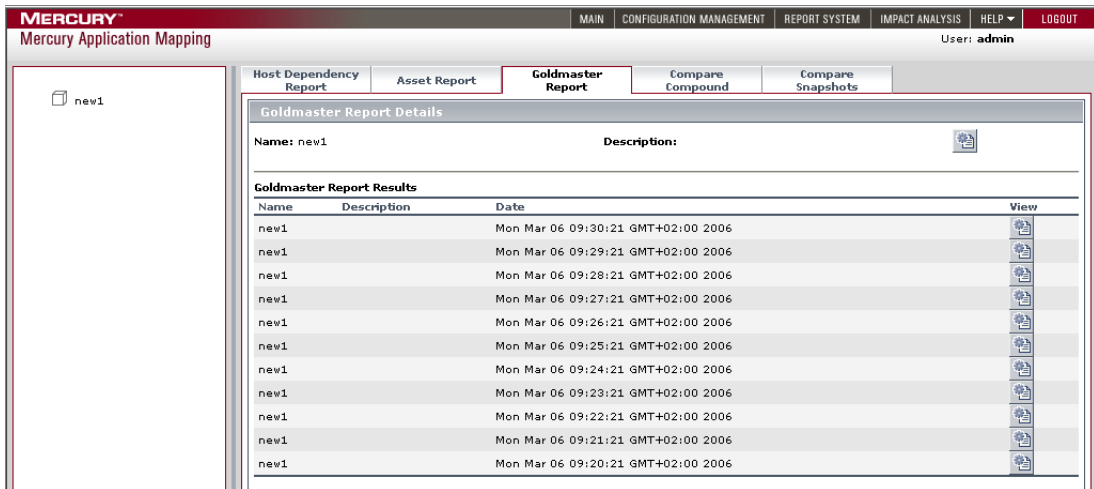 MERCURY™
MAIN CONFIGURATION MANAGEMENT REPORT SYSTEM IMPACT ANALYSIS HELP LOGOUT
Mercury Application Mapping
User: admin
new1
Host Dependency Report
Asset Report
Goldmaster Report
Compare Compound
Compare Snapshots
Goldmaster Report Details
Name: new1 Description:
Goldmaster Report Results
Name Description Date View
new1 Mon Mar 06 09:30:21 GMT+02:00 2006
new1 Mon Mar 06 09:29:21 GMT+02:00 2006
new1 Mon Mar 06 09:28:21 GMT+02:00 2006
new1 Mon Mar 06 09:27:21 GMT+02:00 2006
new1 Mon Mar 06 09:26:21 GMT+02:00 2006
new1 Mon Mar 06 09:25:21 GMT+02:00 2006
new1 Mon Mar 06 09:24:21 GMT+02:00 2006
new1 Mon Mar 06 09:23:21 GMT+02:00 2006
new1 Mon Mar 06 09:22:21 GMT+02:00 2006
new1 Mon Mar 06 09:21:21 GMT+02:00 2006
new1 Mon Mar 06 09:20:21 GMT+02:00 2006